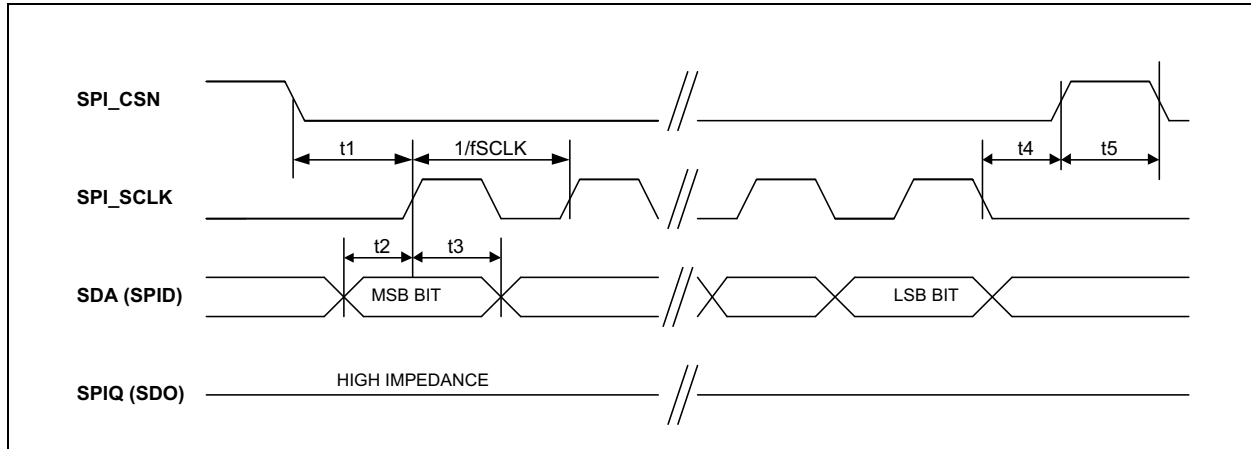 SPI_CSN
t1
1/fSCLK
t4
t5
SPI_SCLK
t2
t3
SDA (SPID)
MSB BIT
LSB BIT
SPIQ (SDO)
HIGH IMPEDANCE